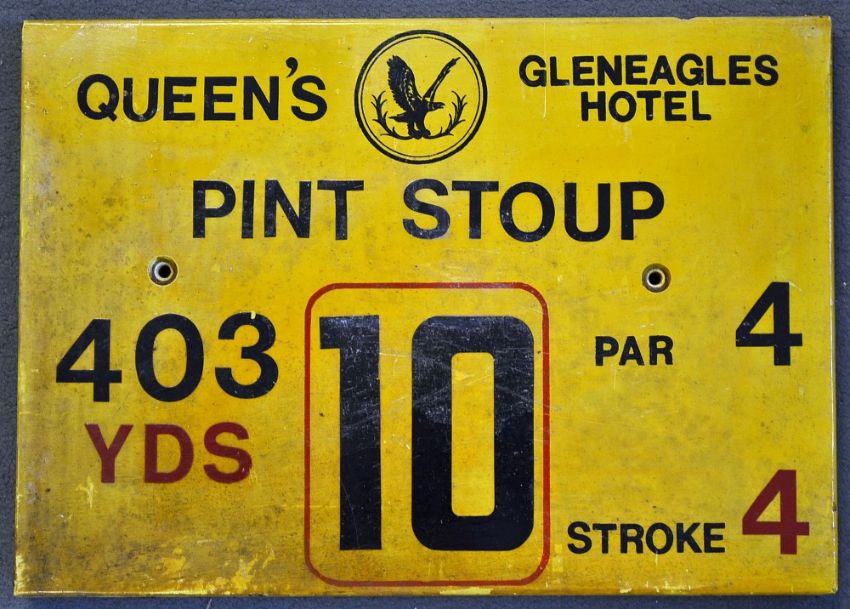 QUEEN'S
GLENEAGLES
HOTEL
PINT STOUP
403
YDS
10
PAR 4
STROKE 4